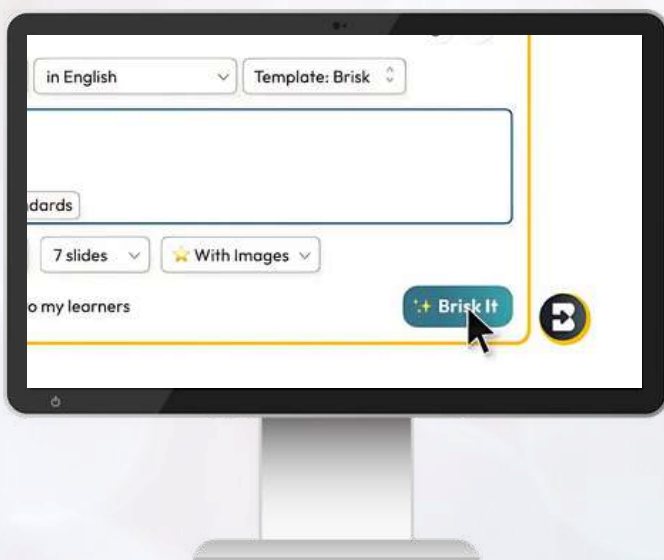 in English Template: Brisk
dards
7 slides With Images
o my learners Brisk It
B